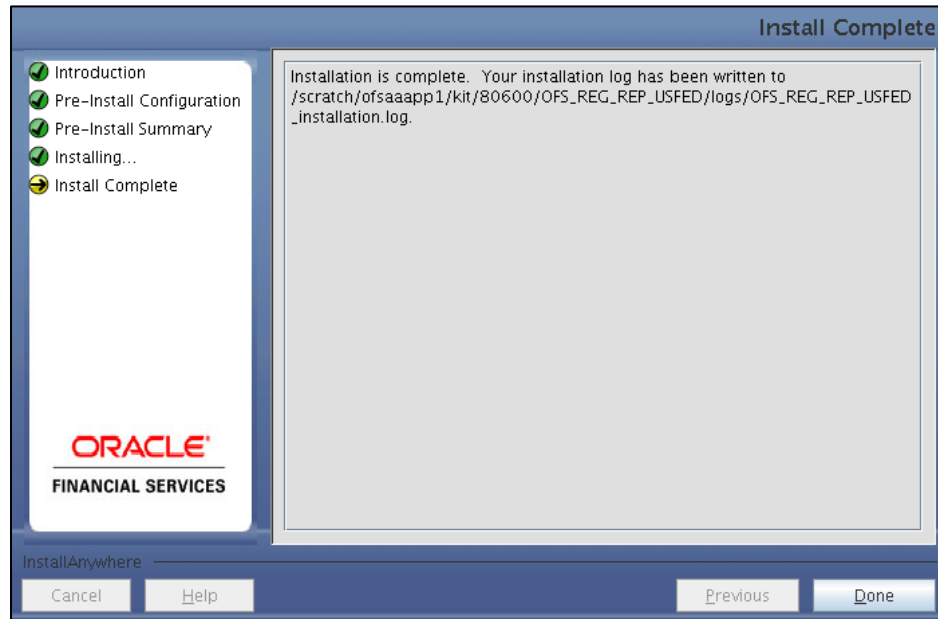 Install Complete
Introduction
Pre-Install Configuration
Pre-Install Summary
Installing...
Install Complete
Installation is complete. Your installation log has been written to
/scratch/ofsaaapp1/kit/80600/OFS_REG_REP_USFED/logs/OFS_REG_REP_USFED
_installation.log.
ORACLE®
FINANCIAL SERVICES
InstallAnywhere
Cancel
Help
Previous
Done